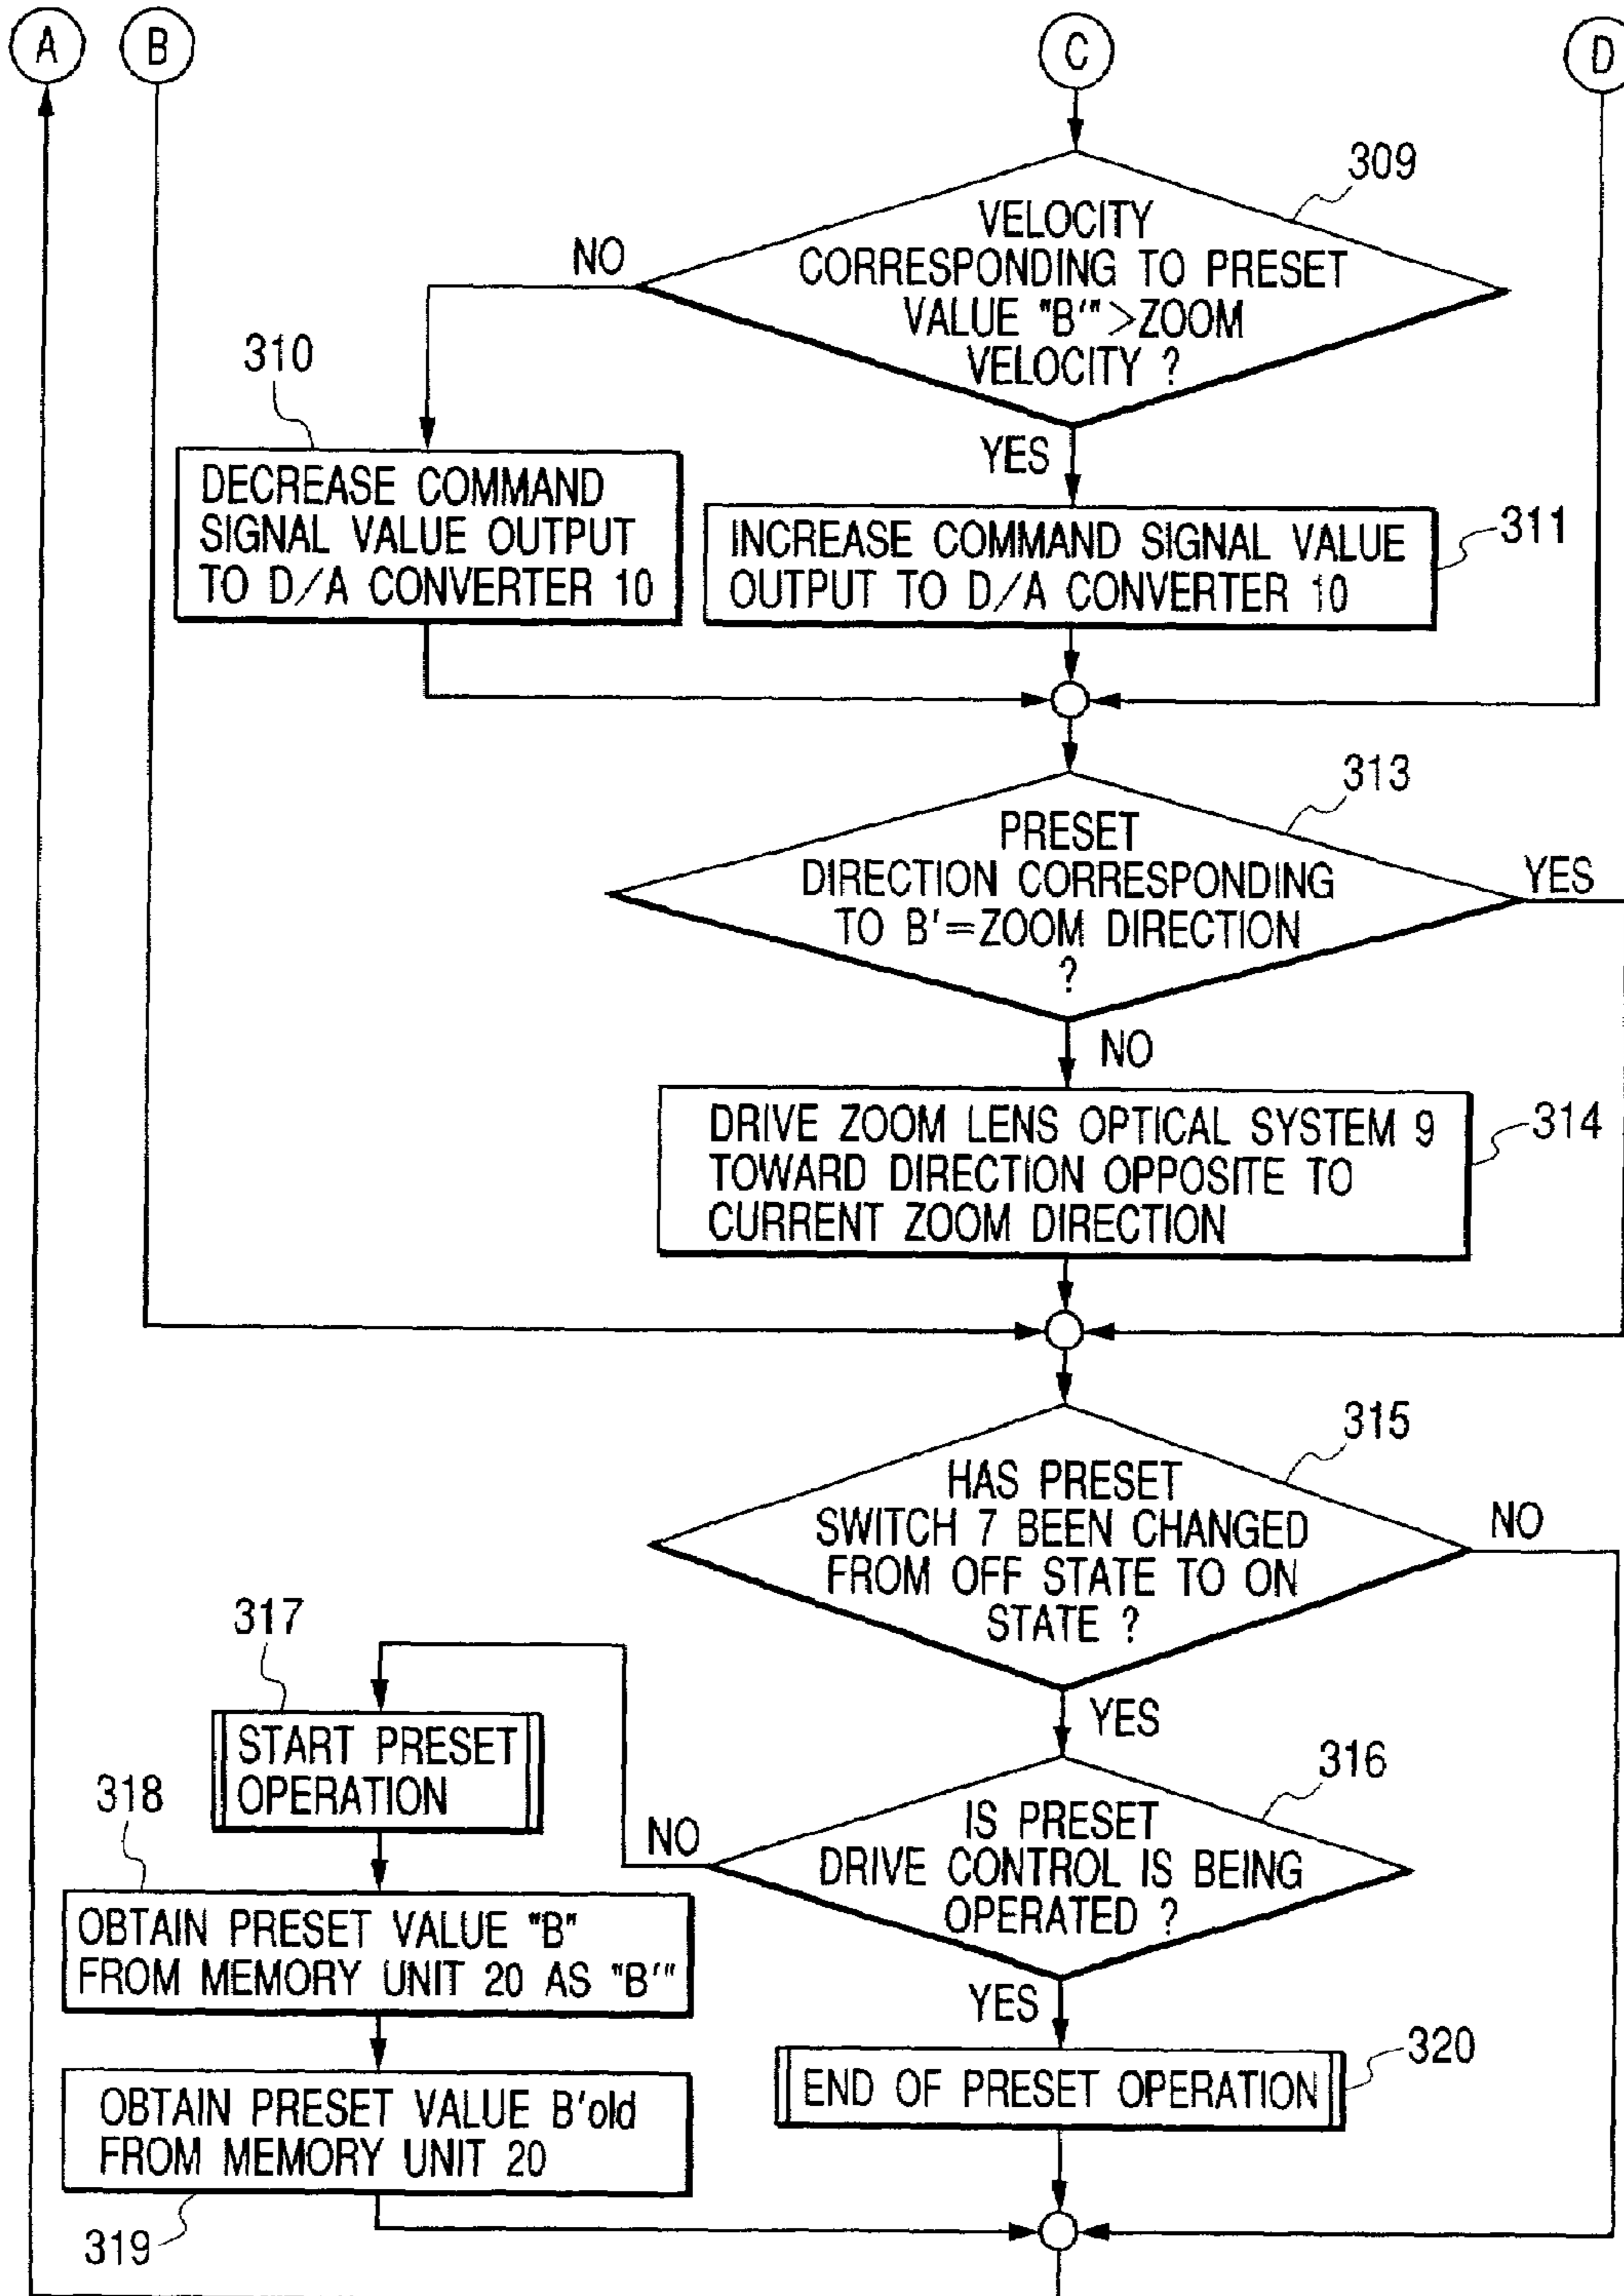 A
B
C
D
309
VELOCITY
CORRESPONDING TO PRESET
VALUE "B'">ZOOM
VELOCITY ?
NO
YES
310
DECREASE COMMAND
SIGNAL VALUE OUTPUT
TO D/A CONVERTER 10
INCREASE COMMAND SIGNAL VALUE
OUTPUT TO D/A CONVERTER 10
311
313
PRESET
DIRECTION CORRESPONDING
TO B'=ZOOM DIRECTION
?
YES
NO
DRIVE ZOOM LENS OPTICAL SYSTEM 9
TOWARD DIRECTION OPPOSITE TO
CURRENT ZOOM DIRECTION
314
315
HAS PRESET
SWITCH 7 BEEN CHANGED
FROM OFF STATE TO ON
STATE ?
NO
YES
317
START PRESET
OPERATION
316
IS PRESET
DRIVE CONTROL IS BEING
OPERATED ?
NO
YES
318
OBTAIN PRESET VALUE "B"
FROM MEMORY UNIT 20 AS "B'"
OBTAIN PRESET VALUE B'old
FROM MEMORY UNIT 20
319
END OF PRESET OPERATION
320